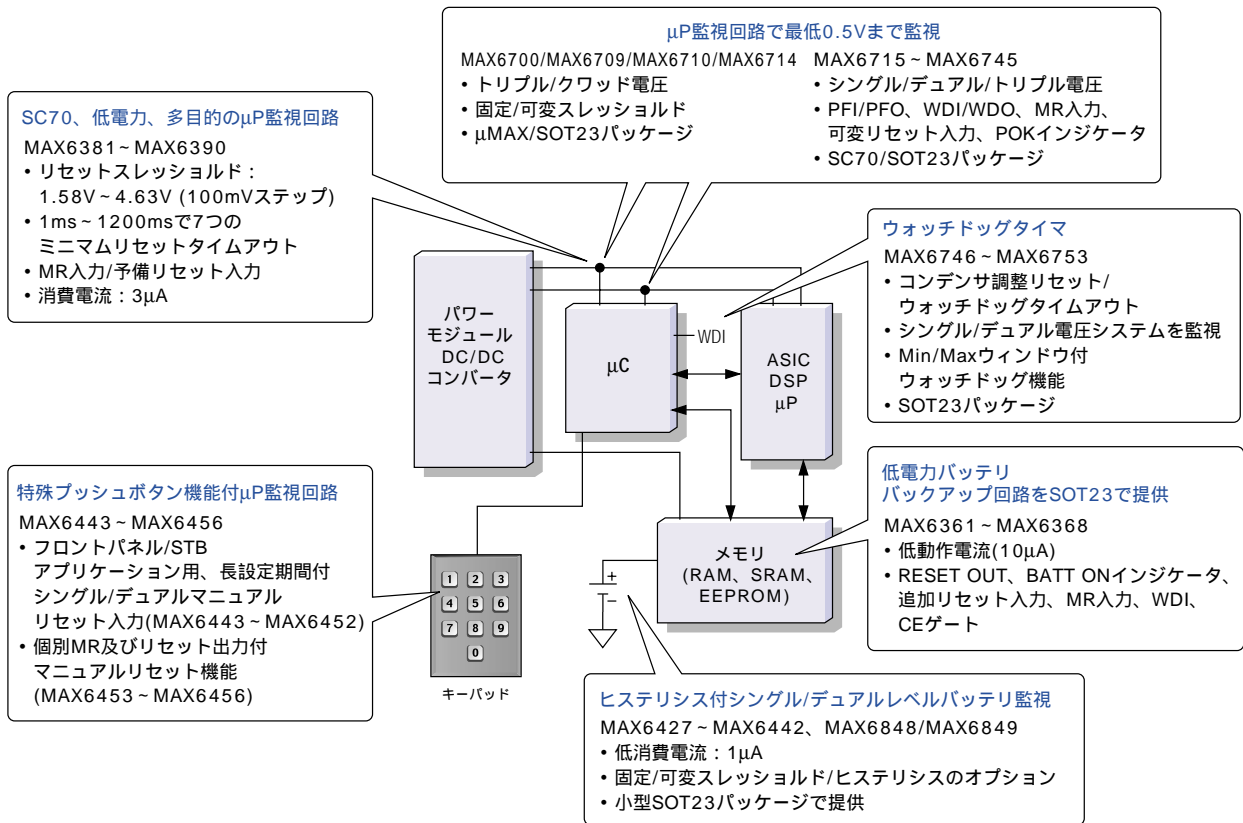 μP監視回路で最低0.5Vまで監視
MAX6700/MAX6709/MAX6710/MAX6714
• トリプル/クワッド電圧
• 固定/可変スレッショルド
• μMAX/SOT23パッケージ
MAX6715~MAX6745
• シングル/デュアル/トリプル電圧
• PFI/PFO、WDI/WDO、MR入力、
可変リセット入力、POKインジケータ
• SC70/SOT23パッケージ
SC70、低電力、多目的のμP監視回路
MAX6381~MAX6390
• リセットスレッショルド:
1.58V~4.63V (100mVステップ)
• 1ms~1200msで7つの
ミニマムリセットタイムアウト
• MR入力/予備リセット入力
• 消費電流:3μA
ウォッチドッグタイマ
MAX6746~MAX6753
• コンデンサ調整リセット/
ウォッチドッグタイムアウト
• シングル/デュアル電圧システムを監視
• Min/Maxウィンドウ付
ウォッチドッグ機能
• SOT23パッケージ
パワー
モジュール
DC/DC
コンバータ
μC
WDI
ASIC
DSP
μP
特殊プッシュボタン機能付μP監視回路
MAX6443~MAX6456
• フロントパネル/STB
アプリケーション用、長設定期間付
シングル/デュアルマニュアル
リセット入力(MAX6443~MAX6452)
• 個別MR及びリセット出力付
マニュアルリセット機能
(MAX6453~MAX6456)
1 2 3
4 5 6
7 8 9
0
キーパッド
+
−
メモリ
(RAM、SRAM、
EEPROM)
低電力バッテリ
バックアップ回路をSOT23で提供
MAX6361~MAX6368
• 低動作電流(10μA)
• RESET OUT、BATT ONインジケータ、
追加リセット入力、MR入力、WDI、
CEゲート
ヒステリシス付シングル/デュアルレベルバッテリ監視
MAX6427~MAX6442、MAX6848/MAX6849
• 低消費電流:1μA
• 固定/可変スレッショルド/ヒステリシスのオプション
• 小型SOT23パッケージで提供